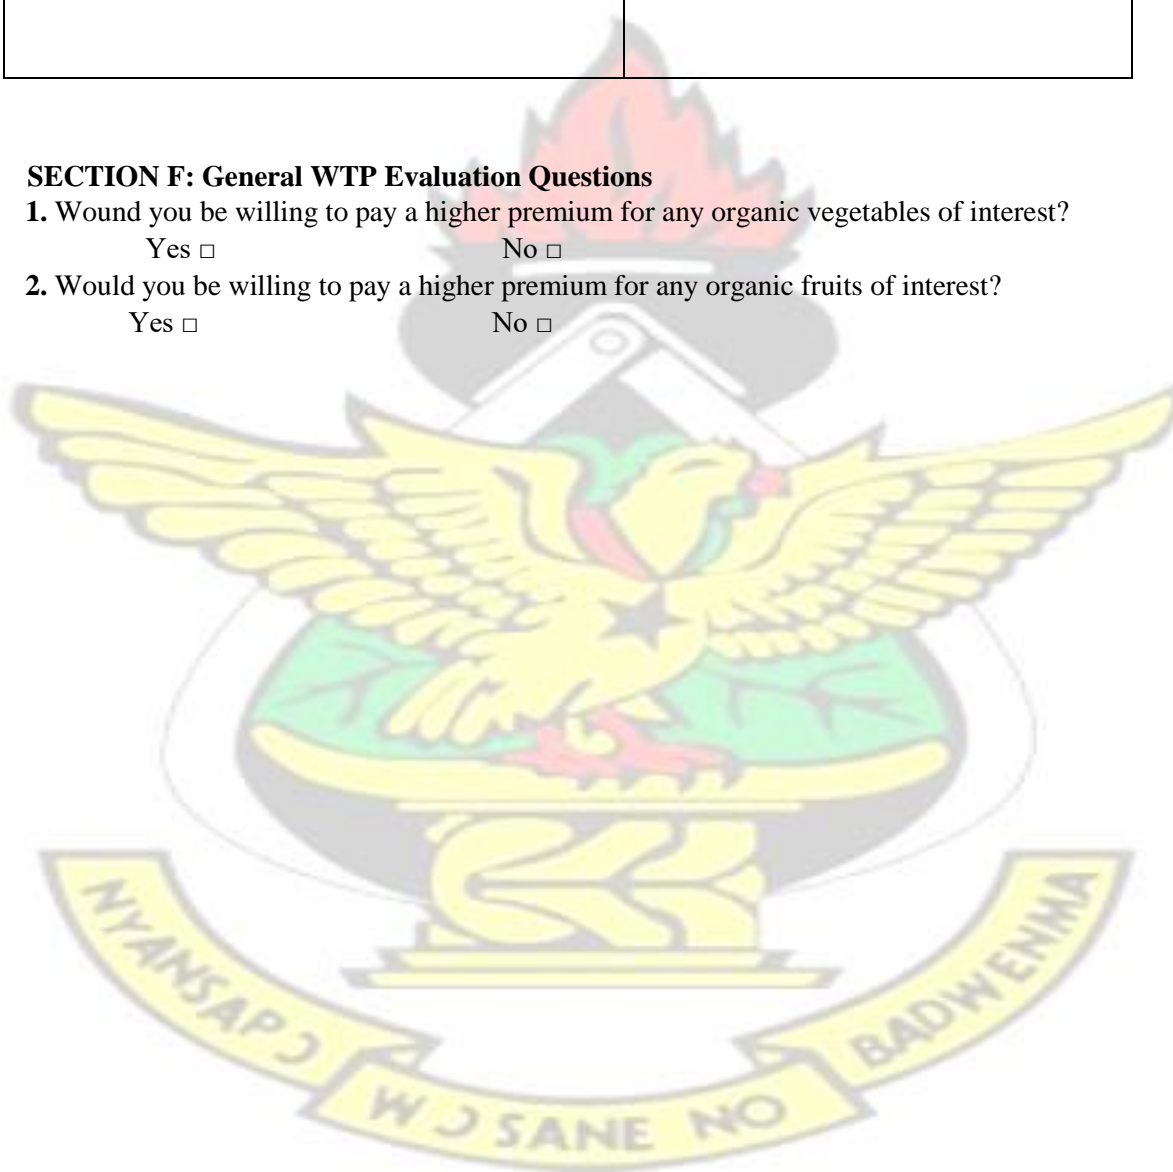 SECTION F: General WTP Evaluation Questions
1. Wound you be willing to pay a higher premium for any organic vegetables of interest?
Yes □ No □
2. Would you be willing to pay a higher premium for any organic fruits of interest?
Yes □ No □
NYANSAPƆ
WƆSANE NO
BADWENMA